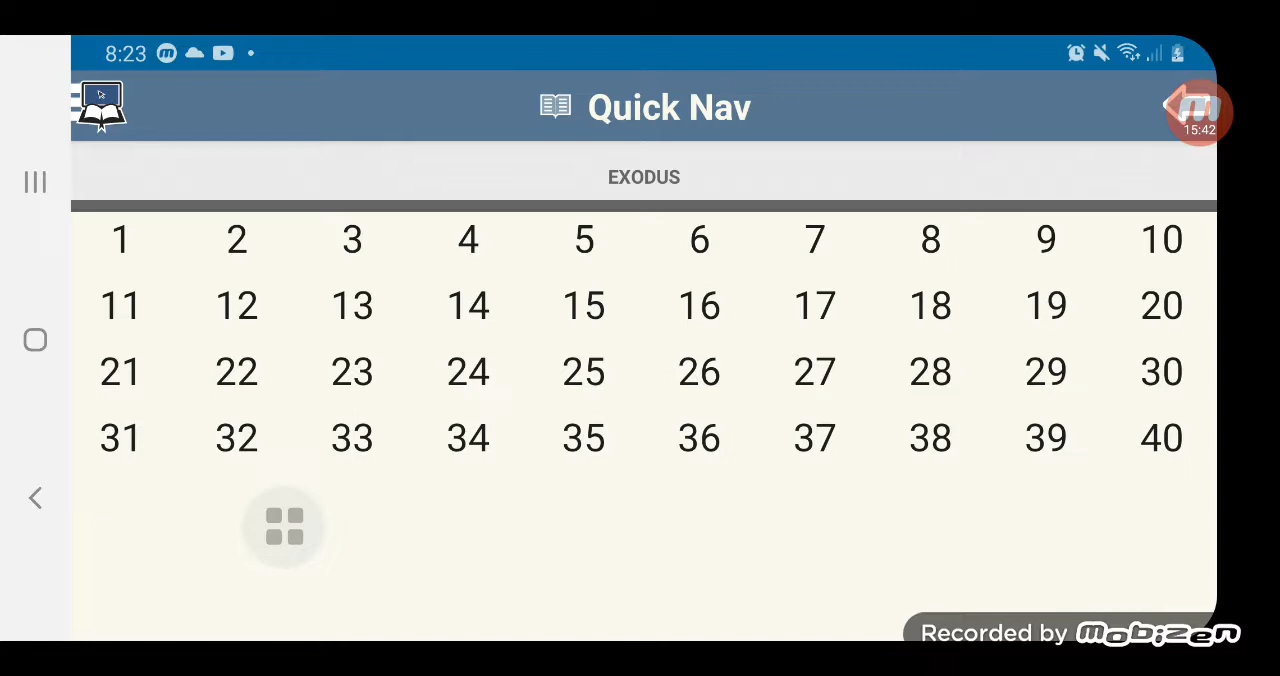 8:23
Quick Nav
15:42
EXODUS
1 2 3 4 5 6 7 8 9 10
11 12 13 14 15 16 17 18 19 20
21 22 23 24 25 26 27 28 29 30
31 32 33 34 35 36 37 38 39 40
Recorded by mobizen